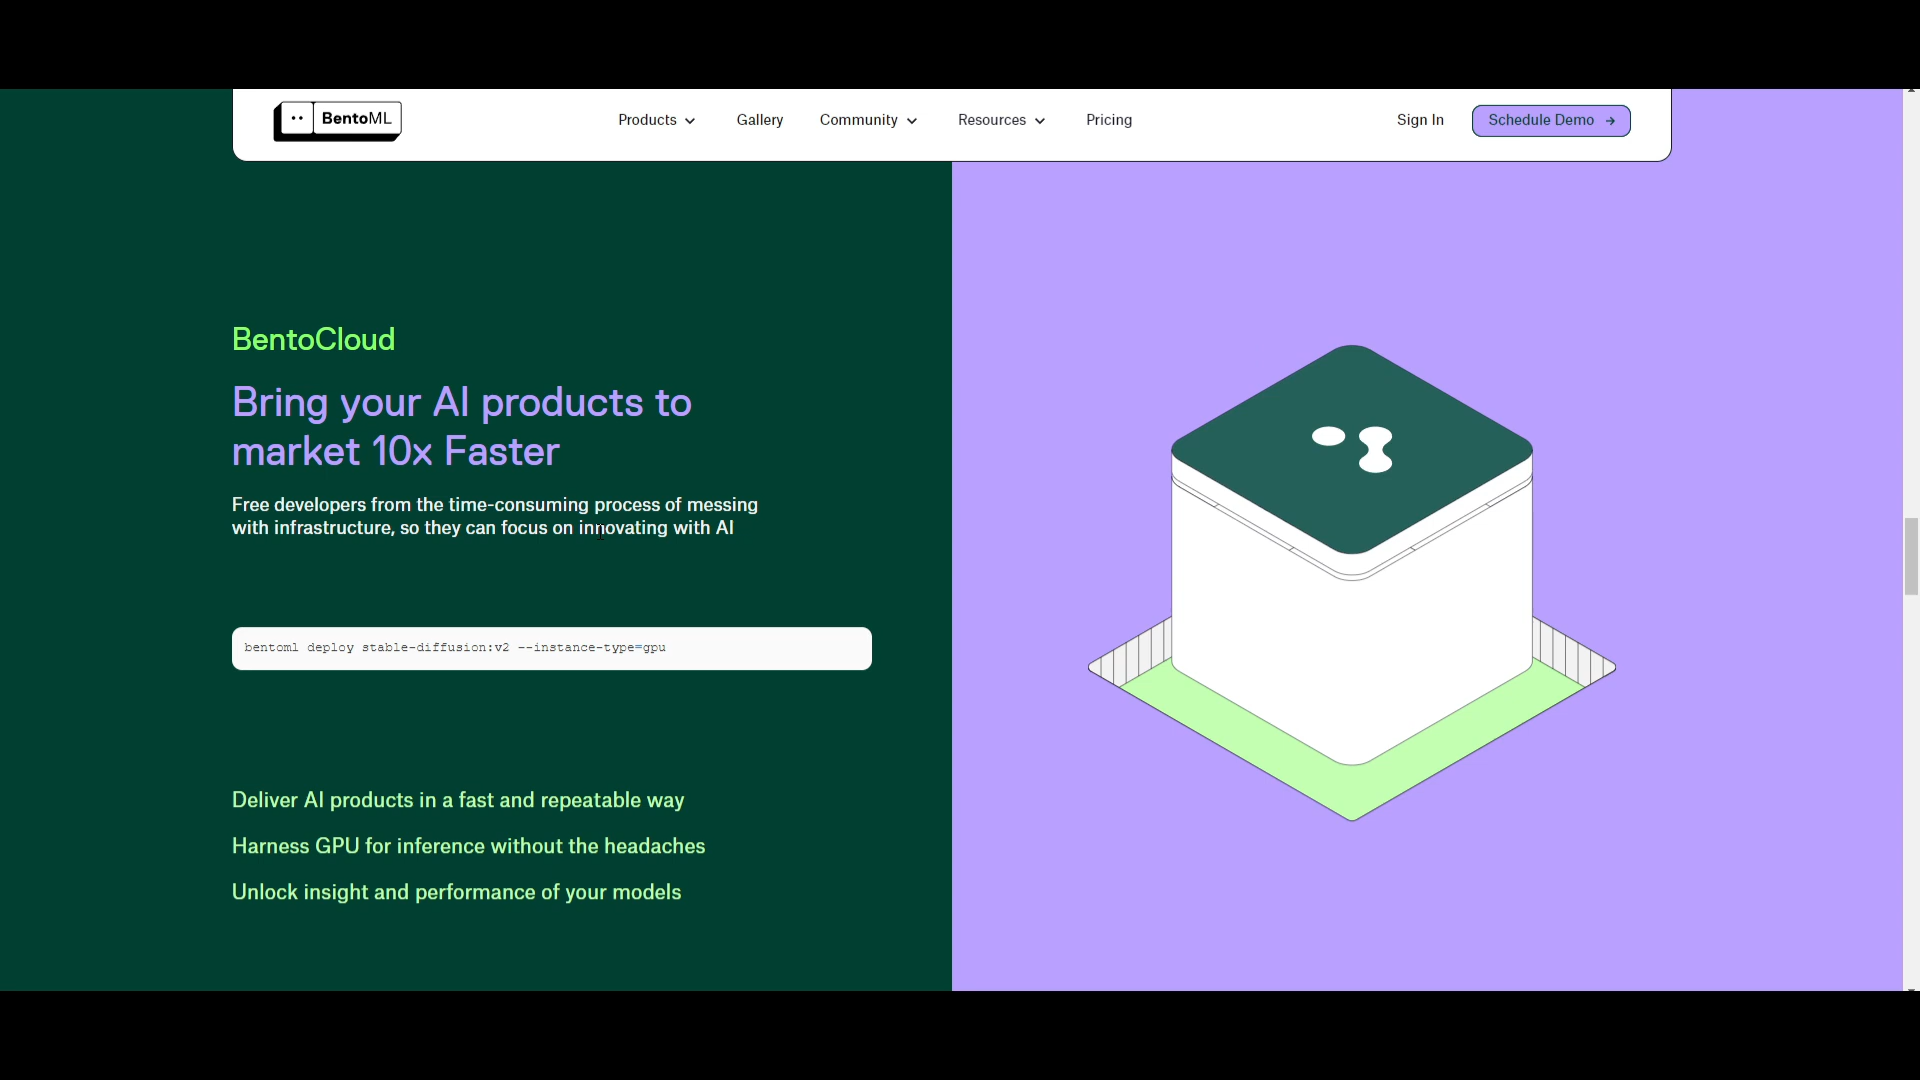 BentoML
Products
Gallery
Community
Resources
Pricing
Sign In
Schedule Demo →
BentoCloud
Bring your AI products to
market 10x Faster
Free developers from the time-consuming process of messing
with infrastructure, so they can focus on innovating with AI
bentoml deploy stable-diffusion:v2 --instance-type=gpu
Deliver AI products in a fast and repeatable way
Harness GPU for inference without the headaches
Unlock insight and performance of your models